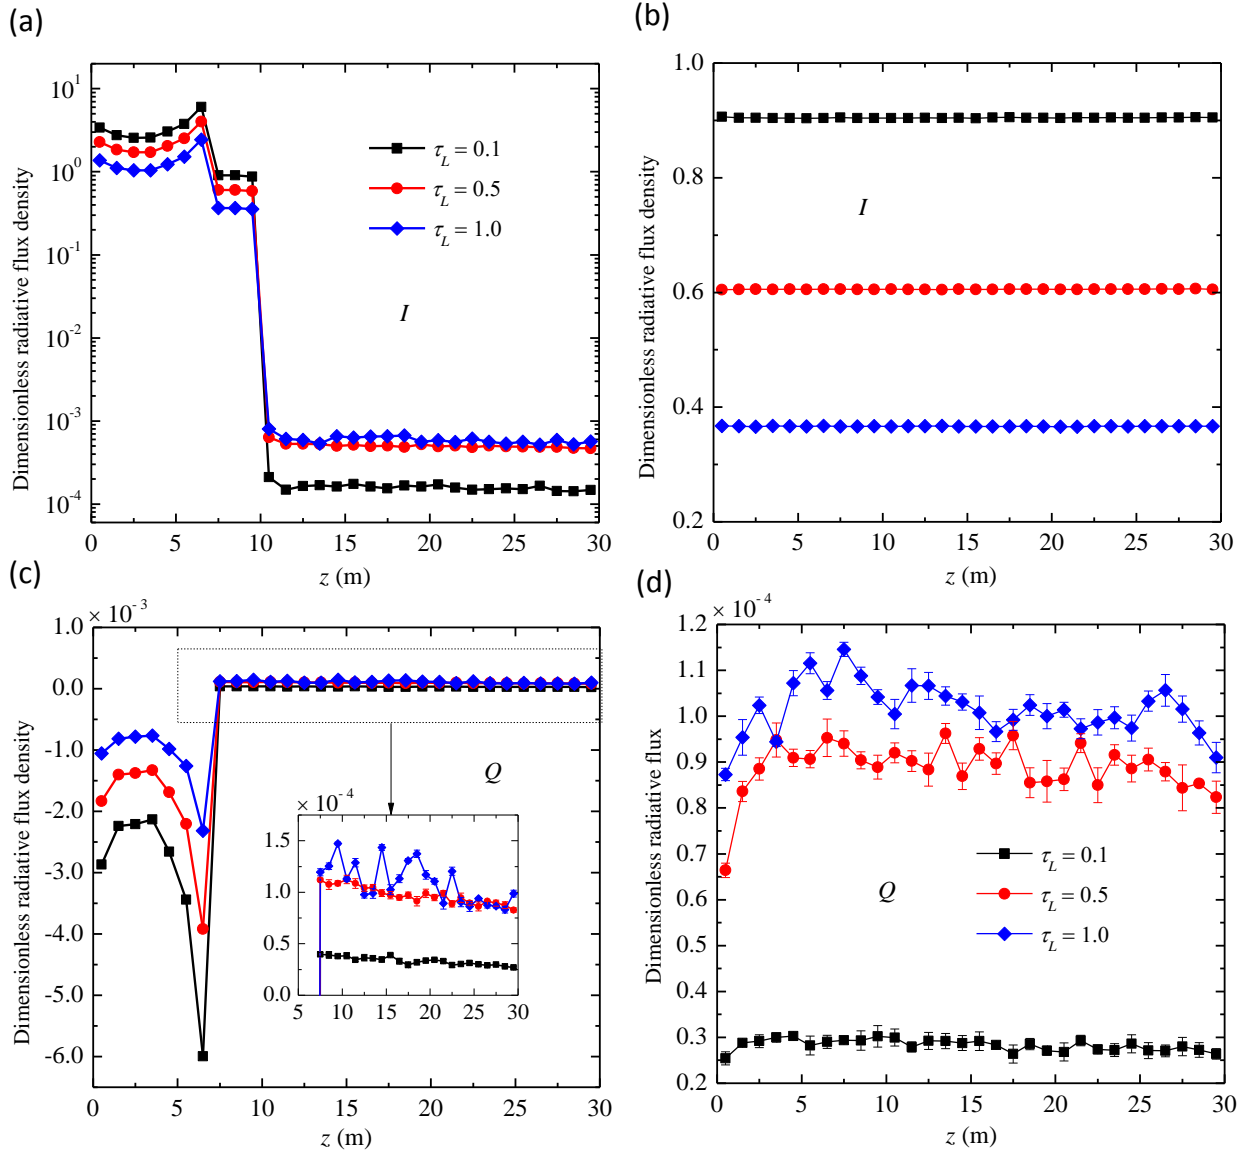 (a)
Dimensionless radiative flux density
10¹
10⁰
10⁻¹
10⁻²
10⁻³
10⁻⁴
τ_L = 0.1
τ_L = 0.5
τ_L = 1.0
I
0 5 10 15 20 25 30
z (m)
(b)
Dimensionless radiative flux density
1.0
0.8
0.6
0.4
0.2
I
0 5 10 15 20 25 30
z (m)
(c)
× 10⁻³
Dimensionless radiative flux density
1.0
0.0
-1.0
-2.0
-3.0
-4.0
-5.0
-6.0
Q
× 10⁻⁴
1.5
1.0
0.5
0.0
5 10 15 20 25 30
0 5 10 15 20 25 30
z (m)
(d)
× 10⁻⁴
Dimensionless radiative flux
1.2
1.1
1.0
0.9
0.8
0.7
0.6
0.5
0.4
0.3
0.2
Q
τ_L = 0.1
τ_L = 0.5
τ_L = 1.0
0 5 10 15 20 25 30
z (m)